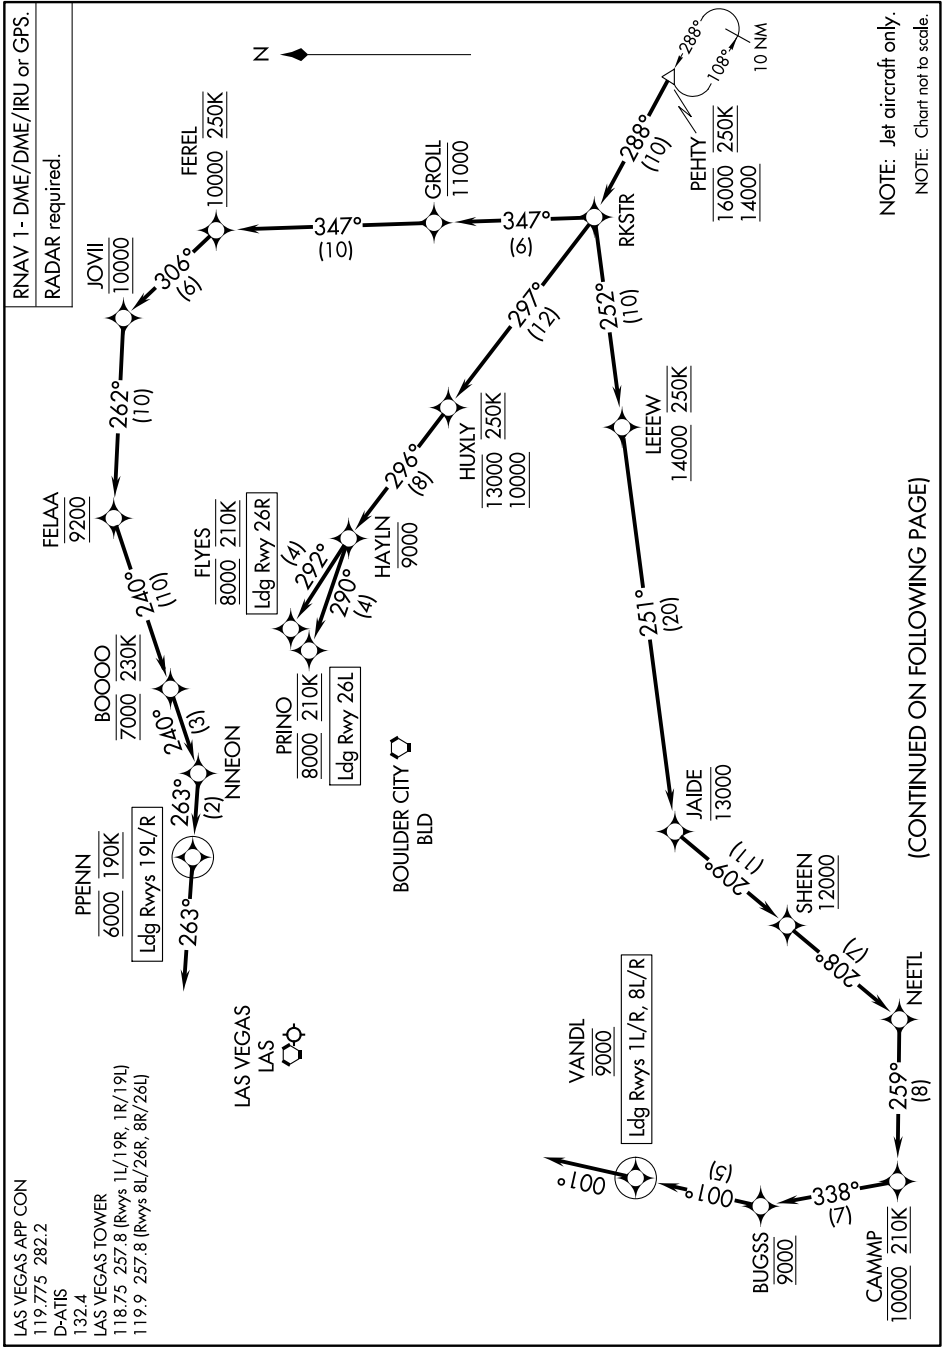 LAS VEGAS APP CON
119.775 282.2
D-ATIS
132.4
LAS VEGAS TOWER
118.75 257.8 (Rwys 1L/19R, 1R/19L)
119.9 257.8 (Rwys 8L/26R, 8R/26L)
RNAV 1- DME/DME/IRU or GPS.
RADAR required.
N
JOVII
10000
FEREL
10000 250K
306°
(6)
262°
(10)
FELAA
9200
240°
(10)
BOOOO
7000 230K
240°
(3)
NNEON
263°
(2)
PPENN
6000 190K
Ldg Rwys 19L/R
263°
347°
(10)
GROLL
11000
347°
(6)
RKSTR
288°
(10)
PEHTY
16000 250K
14000
288°
108°
10 NM
297°
(12)
HUXLY
13000 250K
10000
296°
(8)
HAYLN
9000
292°
(4)
FLYES
8000 210K
Ldg Rwy 26R
290°
(4)
PRINO
8000 210K
Ldg Rwy 26L
BOULDER CITY
BLD
LAS VEGAS
LAS
252°
(10)
LEEEW
14000 250K
251°
(20)
JAIDE
13000
209°
(11)
SHEEN
12000
208°
(7)
NEETL
259°
(8)
CAMMP
10000 210K
338°
(7)
BUGSS
9000
001°
(5)
VANDL
9000
Ldg Rwys 1L/R, 8L/R
001°
NOTE: Jet aircraft only.
NOTE: Chart not to scale.
(CONTINUED ON FOLLOWING PAGE)